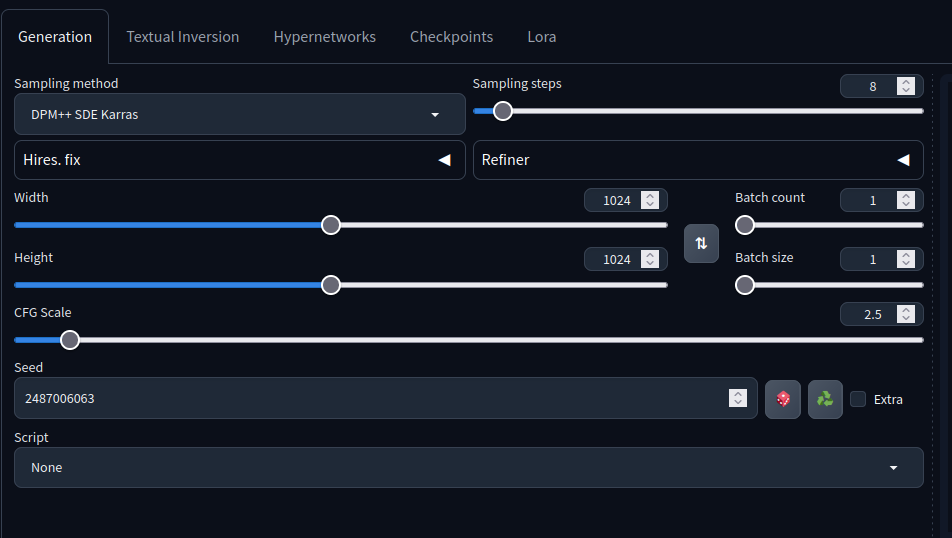 Generation Textual Inversion Hypernetworks Checkpoints Lora
Sampling method
DPM++ SDE Karras
Sampling steps 8
Hires. fix
Refiner
Width 1024
Batch count 1
Height 1024
Batch size 1
CFG Scale 2.5
Seed
2487006063
Extra
Script
None